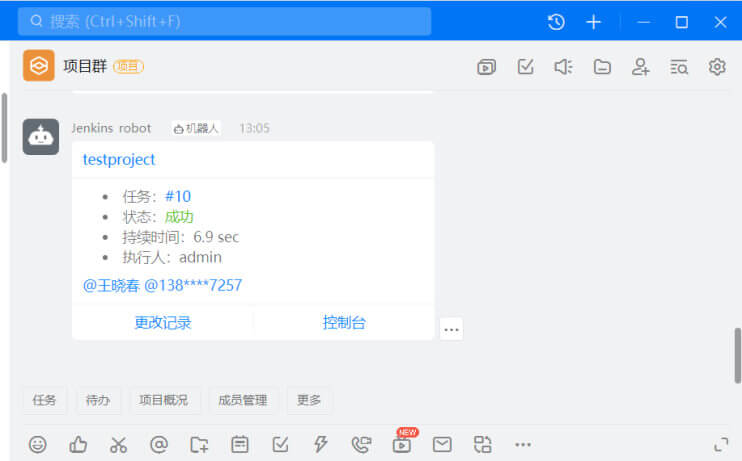 搜索 (Ctrl+Shift+F)
项目群 项目
Jenkins robot 机器人 13:05
testproject
• 任务：#10
• 状态：成功
• 持续时间：6.9 sec
• 执行人：admin
@王晓春 @138****7257
更改记录 控制台
任务 待办 项目概况 成员管理 更多
NEW